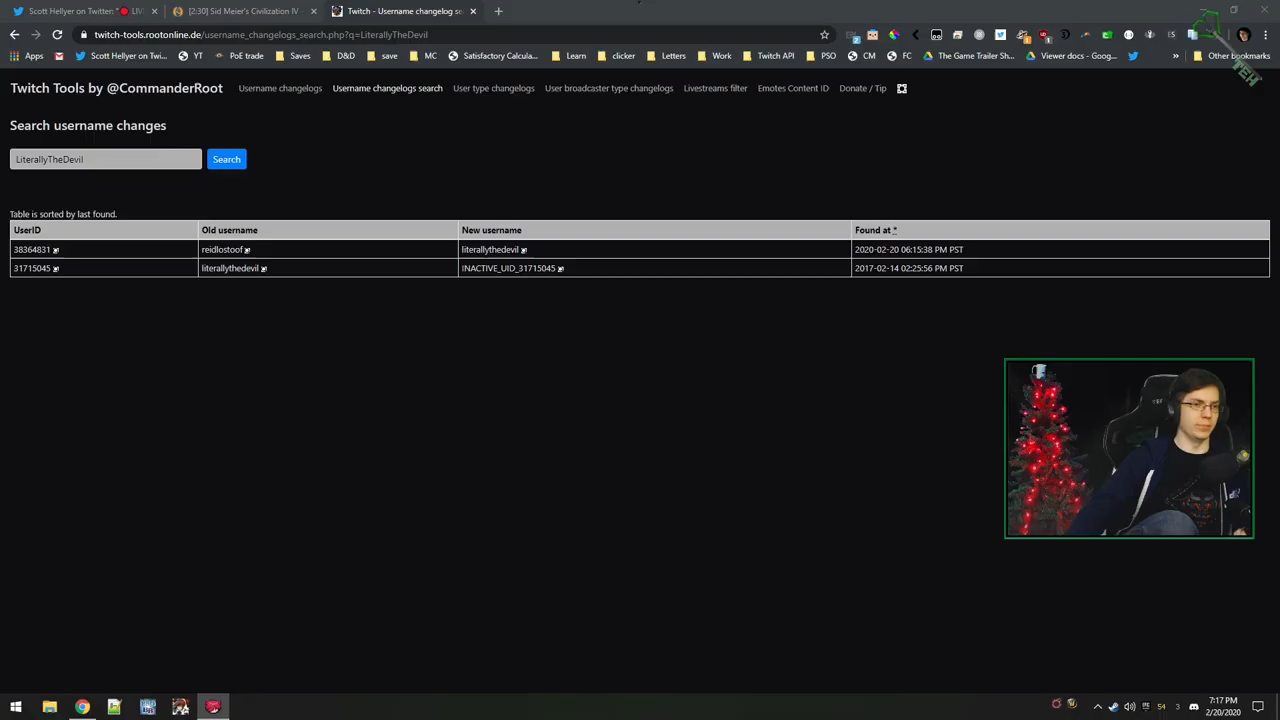 Scott Hellyer on Twitter: "🔴 LIV
[2:30] Sid Meier's Civilization IV -
Twitch - Username changelog se
twitch-tools.rootonline.de/username_changelogs_search.php?q=LiterallyTheDevil
Apps
Scott Hellyer on Twi...
YT
PoE trade
Saves
D&D
save
MC
Satisfactory Calcula...
Learn
clicker
Letters
Work
Twitch API
PSO
CM
FC
The Game Trailer Sh...
Viewer docs - Goog...
»
Other bookmarks
TEH
Twitch Tools by @CommanderRoot
Username changelogs
Username changelogs search
User type changelogs
User broadcaster type changelogs
Livestreams filter
Emotes Content ID
Donate / Tip
Search username changes
LiterallyTheDevil
Search
Table is sorted by last found.
UserID Old username New username Found at *
38364831 reidlostoof literallythedevil 2020-02-20 06:15:38 PM PST
31715045 literallythedevil INACTIVE_UID_31715045 2017-02-14 02:25:56 PM PST
54
3
7:17 PM
2/20/2020